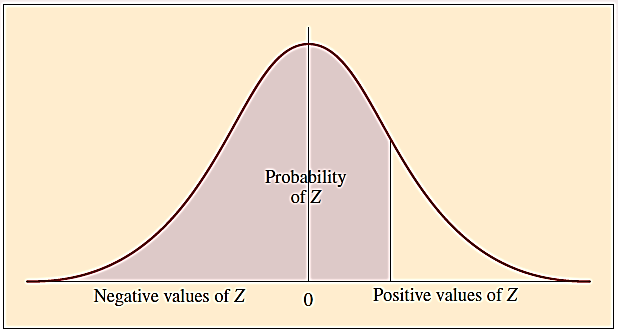 Probability
of Z
Negative values of Z
0
Positive values of Z